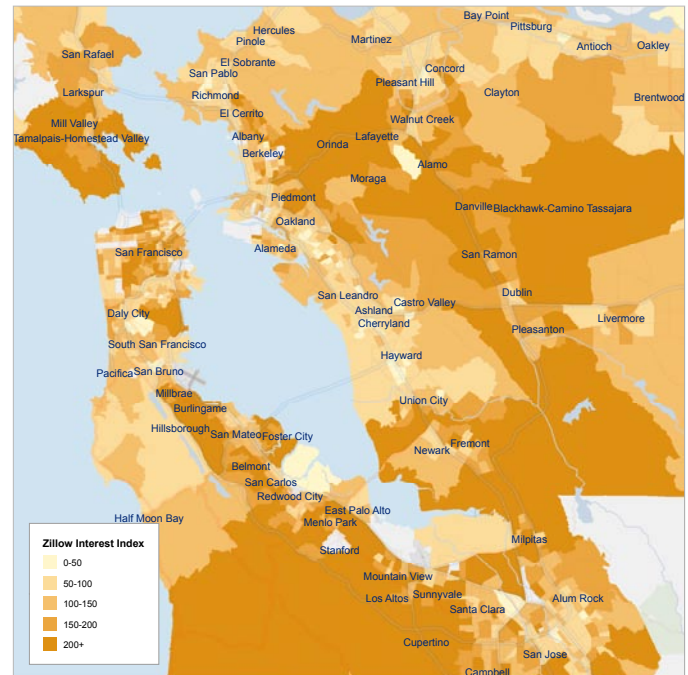 Bay Point
Hercules
Pittsburg
Pinole
Martinez
Antioch
Oakley
San Rafael
El Sobrante
San Pablo
Concord
Pleasant Hill
Larkspur
Richmond
Clayton
Brentwood
El Cerrito
Mill Valley
Walnut Creek
Tamalpais-Homestead Valley
Albany
Lafayette
Orinda
Berkeley
Alamo
Moraga
Piedmont
Danville
Blackhawk-Camino Tassajara
Oakland
San Francisco
Alameda
San Ramon
Dublin
San Leandro
Castro Valley
Ashland
Daly City
Cherryland
Livermore
Pleasanton
South San Francisco
Hayward
Pacifica
San Bruno
Millbrae
Union City
Burlingame
Hillsborough
San Mateo
Foster City
Fremont
Newark
Belmont
San Carlos
Redwood City
East Palo Alto
Half Moon Bay
Menlo Park
Milpitas
Stanford
Zillow Interest Index
0-50
50-100
100-150
150-200
200+
Mountain View
Los Altos
Sunnyvale
Alum Rock
Santa Clara
Cupertino
San Jose
Campbell